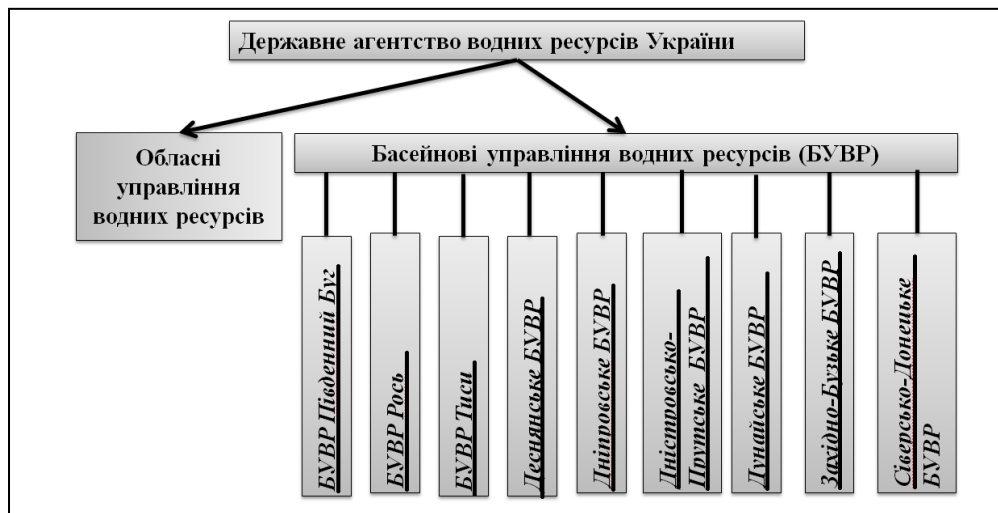 Державне агентство водних ресурсів України
Обласні
управління
водних ресурсів
Басейнові управління водних ресурсів (БУВР)
БУВР Південний Буг
БУВР Рось
БУВР Тиси
Деснянське БУВР
Дніпровське БУВР
Дністровсько-
Прутське БУВР
Дунайське БУВР
Західно-Бузьке БУВР
Сіверсько-Донецьке
БУВР